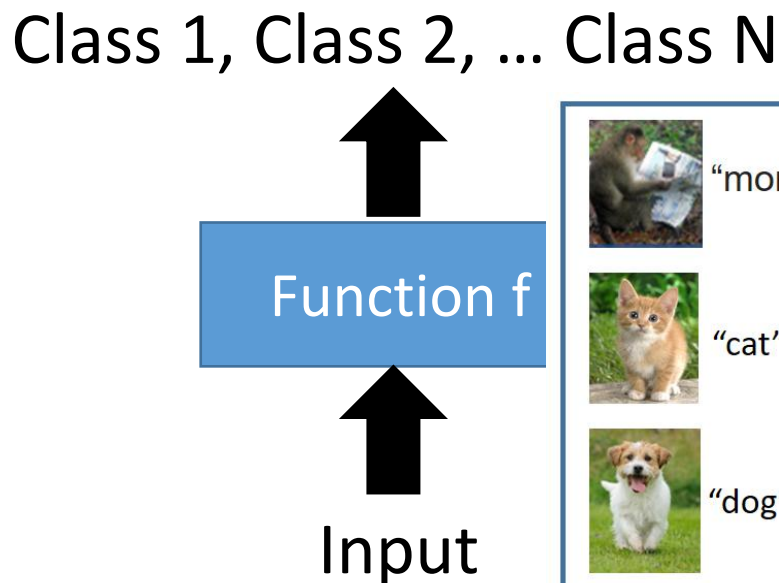 Class 1, Class 2, … Class N
Function f
Input
“mon
“cat”
“dog